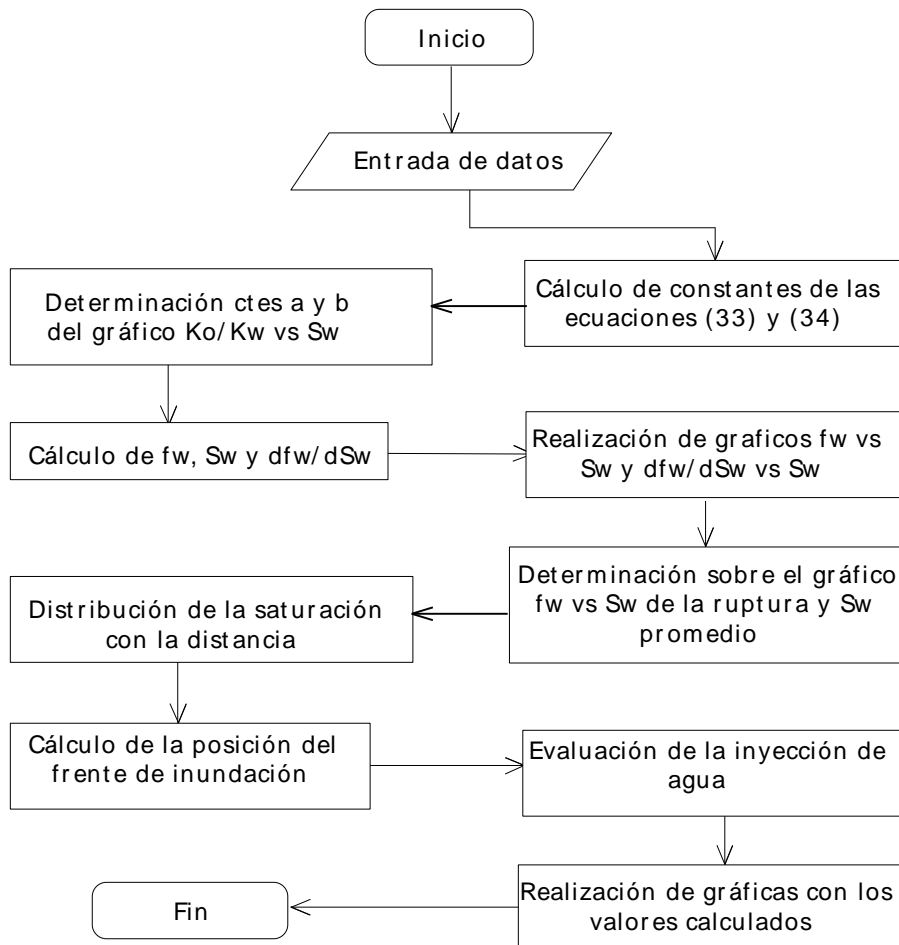 Inicio
Entrada de datos
Cálculo de constantes de las
ecuaciones (33) y (34)
Determinación ctes a y b
del gráfico Ko/Kw vs Sw
Cálculo de fw, Sw y dfw/dSw
Realización de graficos fw vs
Sw y dfw/dSw vs Sw
Determinación sobre el gráfico
fw vs Sw de la ruptura y Sw
promedio
Distribución de la saturación
con la distancia
Cálculo de la posición del
frente de inundación
Evaluación de la inyección de
agua
Realización de gráficas con los
valores calculados
Fin